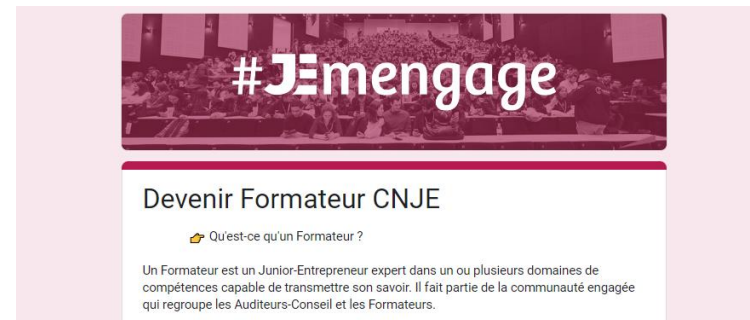 #JEmengage
Devenir Formateur CNJE
👉 Qu'est-ce qu'un Formateur ?
Un Formateur est un Junior-Entrepreneur expert dans un ou plusieurs domaines de
compétences capable de transmettre son savoir. Il fait partie de la communauté engagée
qui regroupe les Auditeurs-Conseil et les Formateurs.